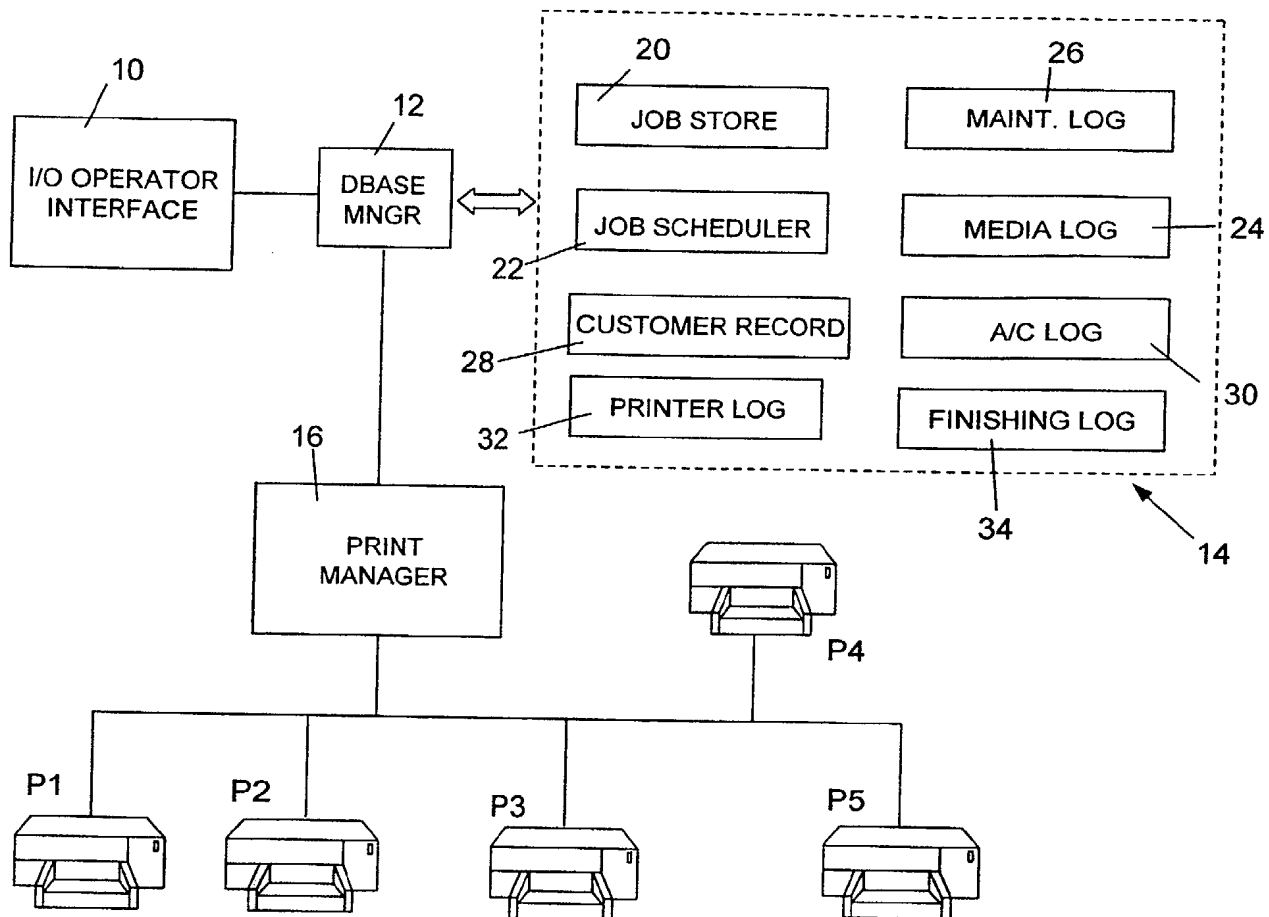 10
I/O OPERATOR
INTERFACE
12
DBASE
MNGR
20
JOB STORE
26
MAINT. LOG
JOB SCHEDULER
22
MEDIA LOG
24
CUSTOMER RECORD
28
A/C LOG
30
PRINTER LOG
32
FINISHING LOG
34
14
16
PRINT
MANAGER
P4
P1
P2
P3
P5